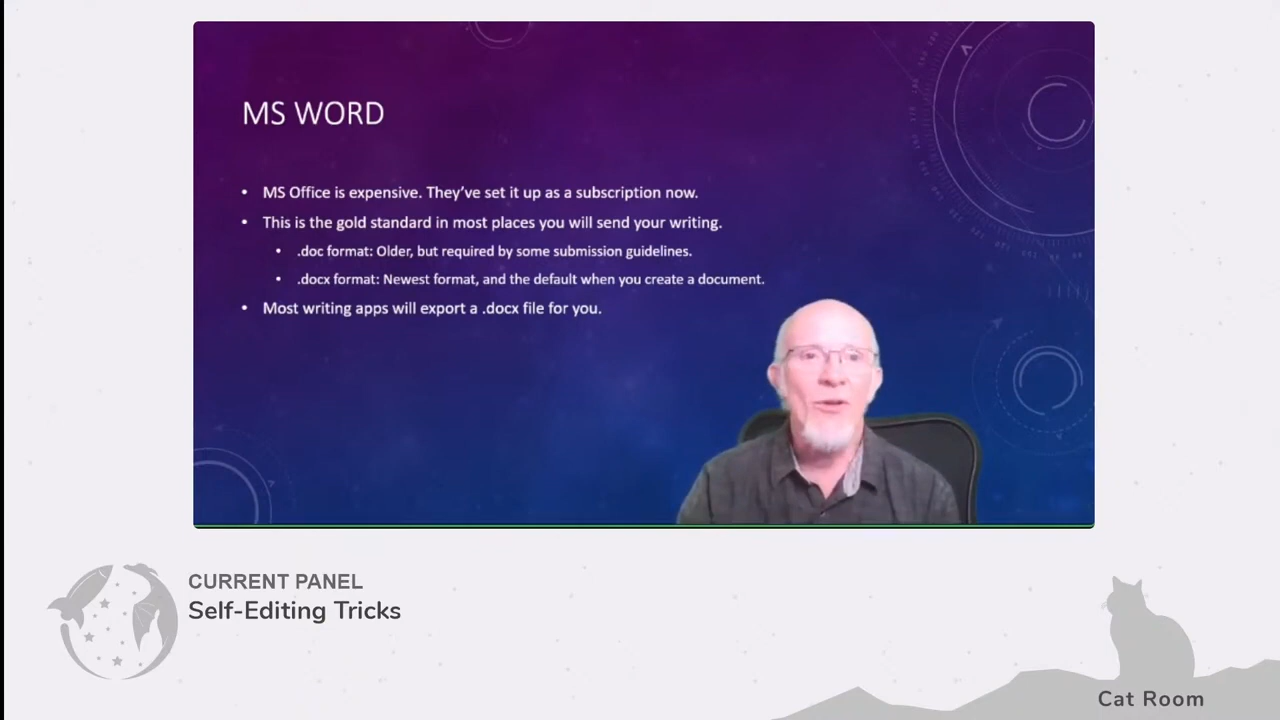 MS WORD
• MS Office is expensive. They’ve set it up as a subscription now.
• This is the gold standard in most places you will send your writing.
• .doc format: Older, but required by some submission guidelines.
• .docx format: Newest format, and the default when you create a document.
• Most writing apps will export a .docx file for you.
CURRENT PANEL
Self-Editing Tricks
Cat Room